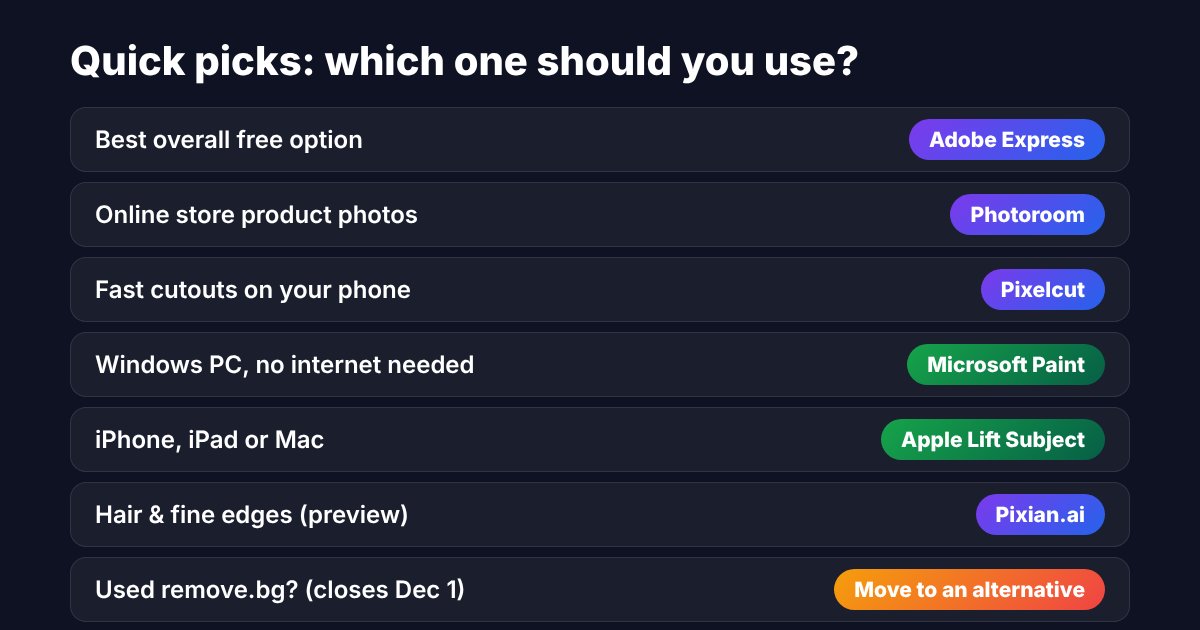 Quick picks: which one should you use?
Best overall free option Adobe Express
Online store product photos Photoroom
Fast cutouts on your phone Pixelcut
Windows PC, no internet needed Microsoft Paint
iPhone, iPad or Mac Apple Lift Subject
Hair & fine edges (preview) Pixian.ai
Used remove.bg? (closes Dec 1) Move to an alternative